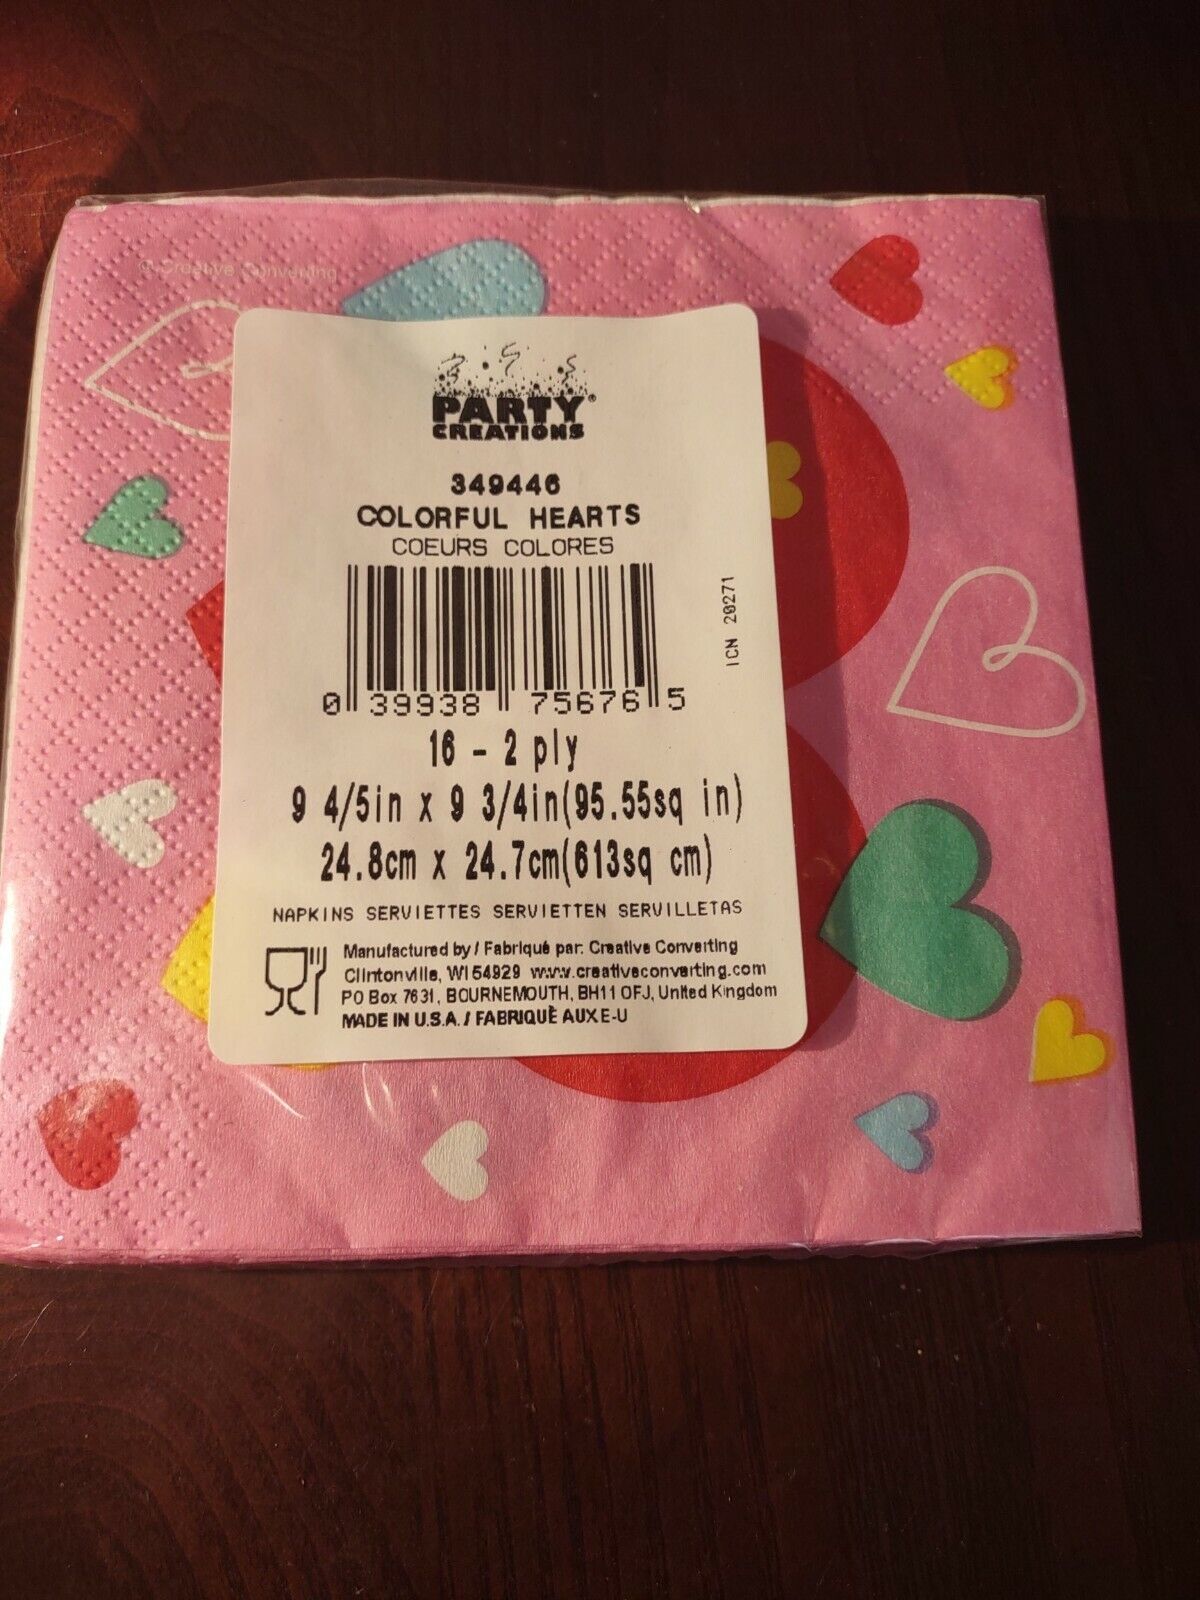 © Creative Converting
PARTY®
CREATIONS
349446
COLORFUL HEARTS
COEURS COLORES
ICN 20271
0 39938 75676 5
16 - 2 ply
9 4/5in x 9 3/4in(95.55sq in)
24.8cm x 24.7cm(613sq cm)
NAPKINS SERVIETTES SERVIETTEN SERVILLETAS
Manufactured by / Fabriqué par: Creative Converting
Clintonville, WI 54929 www.creativeconverting.com
PO Box 7631, BOURNEMOUTH, BH11 0FJ, United Kingdom
MADE IN U.S.A. / FABRIQUÈ AUX E-U